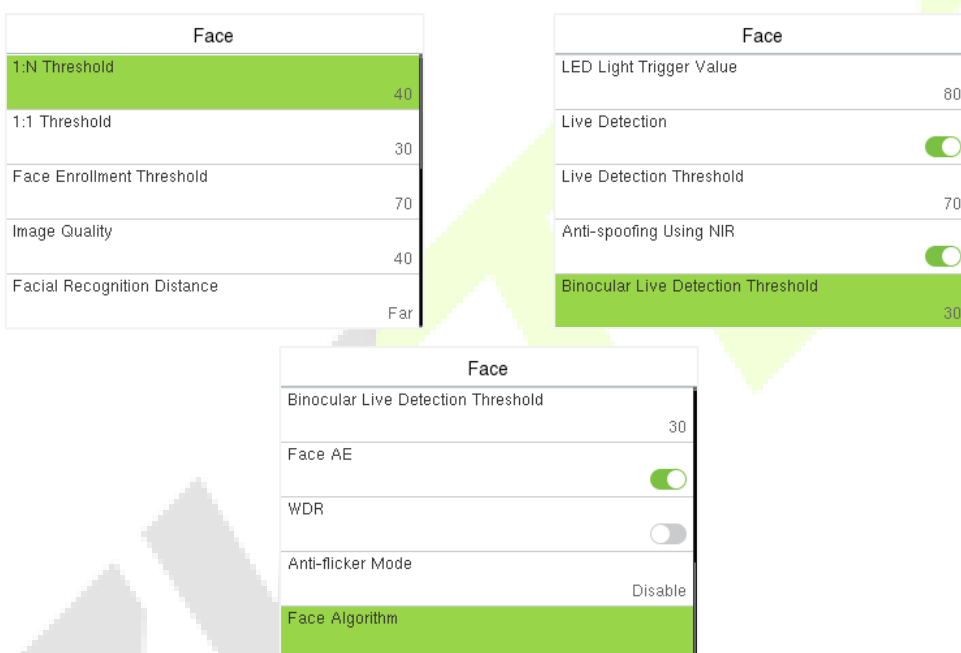 Face
1:N Threshold
40
1:1 Threshold
30
Face Enrollment Threshold
70
Image Quality
40
Facial Recognition Distance
Far
Face
LED Light Trigger Value
80
Live Detection
Live Detection Threshold
70
Anti-spoofing Using NIR
Binocular Live Detection Threshold
30
Face
Binocular Live Detection Threshold
30
Face AE
WDR
Anti-flicker Mode
Disable
Face Algorithm